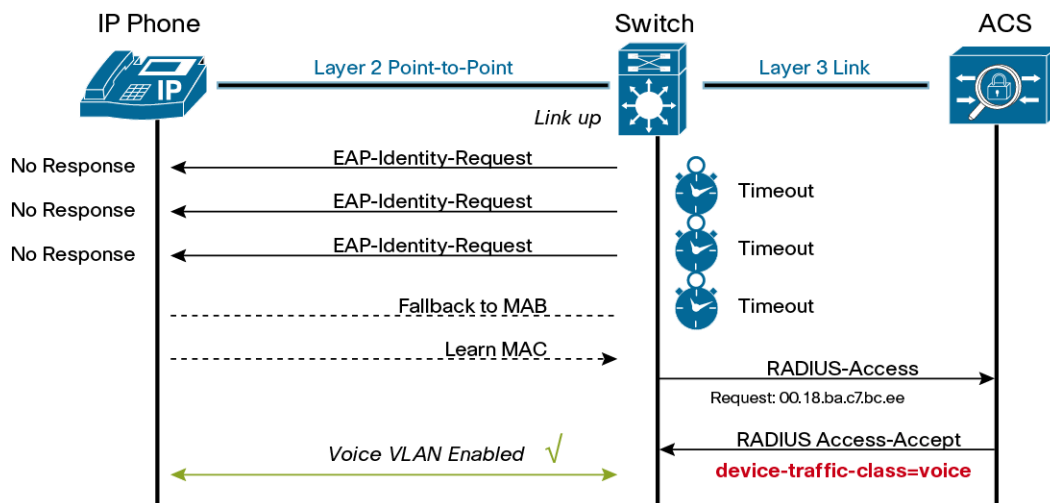 IP Phone
Switch
ACS
Layer 2 Point-to-Point
Layer 3 Link
IP
Link up
No Response
EAP-Identity-Request
Timeout
No Response
EAP-Identity-Request
No Response
EAP-Identity-Request
Timeout
Fallback to MAB
Timeout
Learn MAC
RADIUS-Access
Request: 00.18.ba.c7.bc.ee
Voice VLAN Enabled √
RADIUS Access-Accept
device-traffic-class=voice